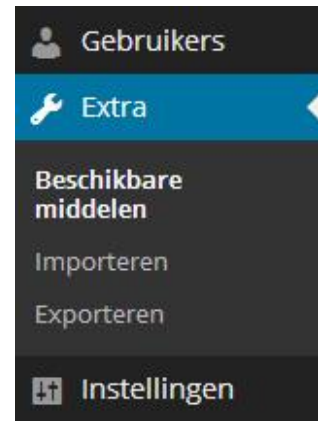 Gebruikers
Extra
Beschikbare
middelen
Importeren
Exporteren
Instellingen